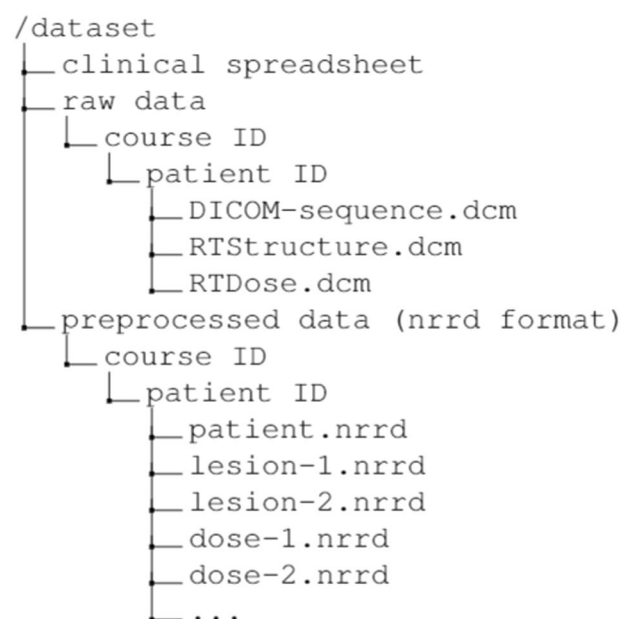 /dataset
clinical spreadsheet
raw data
course ID
patient ID
DICOM-sequence.dcm
RTStructure.dcm
RTDose.dcm
preprocessed data (nrrd format)
course ID
patient ID
patient.nrrd
lesion-1.nrrd
lesion-2.nrrd
dose-1.nrrd
dose-2.nrrd
...